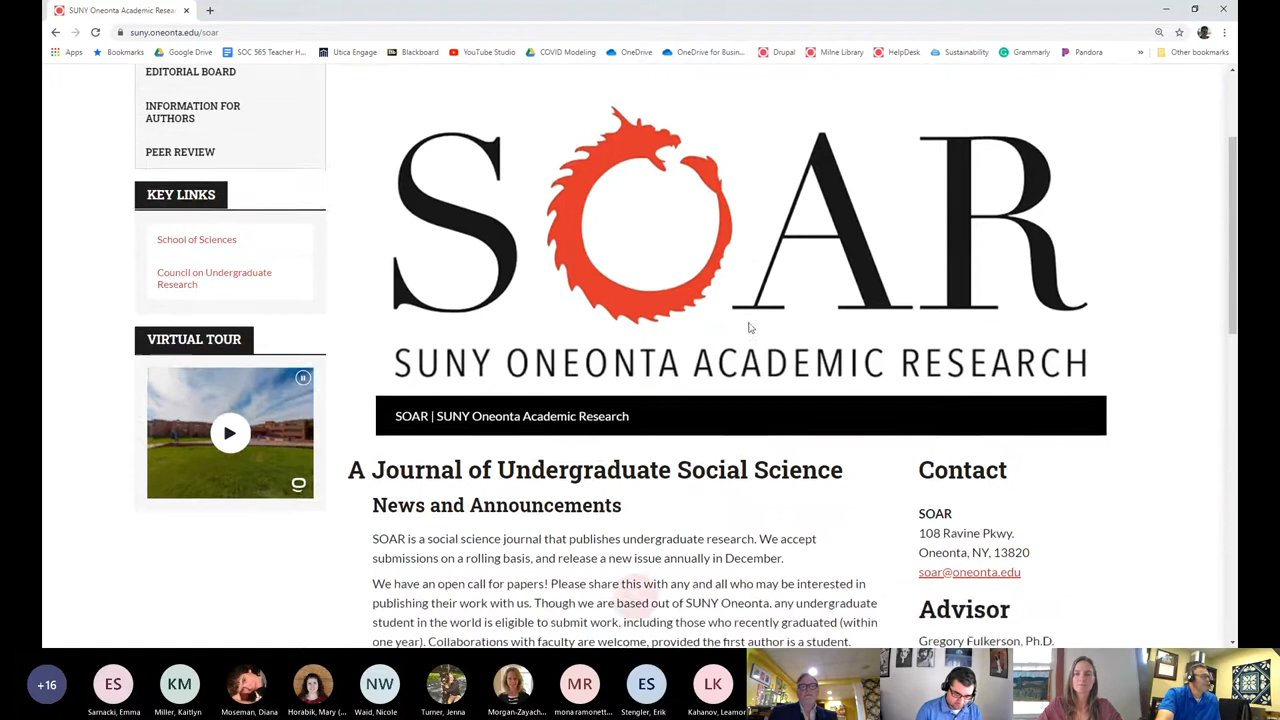 SUNY Oneonta Academic Resea
suny.oneonta.edu/soar
Apps
Bookmarks
Google Drive
SOC 565 Teacher H...
Utica Engage
Blackboard
YouTube Studio
COVID Modeling
OneDrive
OneDrive for Busin...
Drupal
Milne Library
HelpDesk
Sustainability
Grammarly
Pandora
»
Other bookmarks
EDITORIAL BOARD
INFORMATION FOR
AUTHORS
PEER REVIEW
KEY LINKS
School of Sciences
Council on Undergraduate
Research
VIRTUAL TOUR
SOAR
SUNY ONEONTA ACADEMIC RESEARCH
SOAR | SUNY Oneonta Academic Research
A Journal of Undergraduate Social Science
News and Announcements
SOAR is a social science journal that publishes undergraduate research. We accept
submissions on a rolling basis, and release a new issue annually in December.
We have an open call for papers! Please share this with any and all who may be interested in
publishing their work with us. Though we are based out of SUNY Oneonta, any undergraduate
student in the world is eligible to submit work, including those who recently graduated (within
one year). Collaborations with faculty are welcome, provided the first author is a student.
Contact
SOAR
108 Ravine Pkwy.
Oneonta, NY, 13820
soar@oneonta.edu
Advisor
Gregory Fulkerson, Ph.D.
+16
ES
Sarnacki, Emma
KM
Miller, Kaitlyn
Moseman, Diana
Horabik, Mary (...
NW
Waid, Nicole
Turner, Jenna
Morgan-Zayach...
MR
mona ramonett...
ES
Stengler, Erik
LK
Kahanov, Leamor